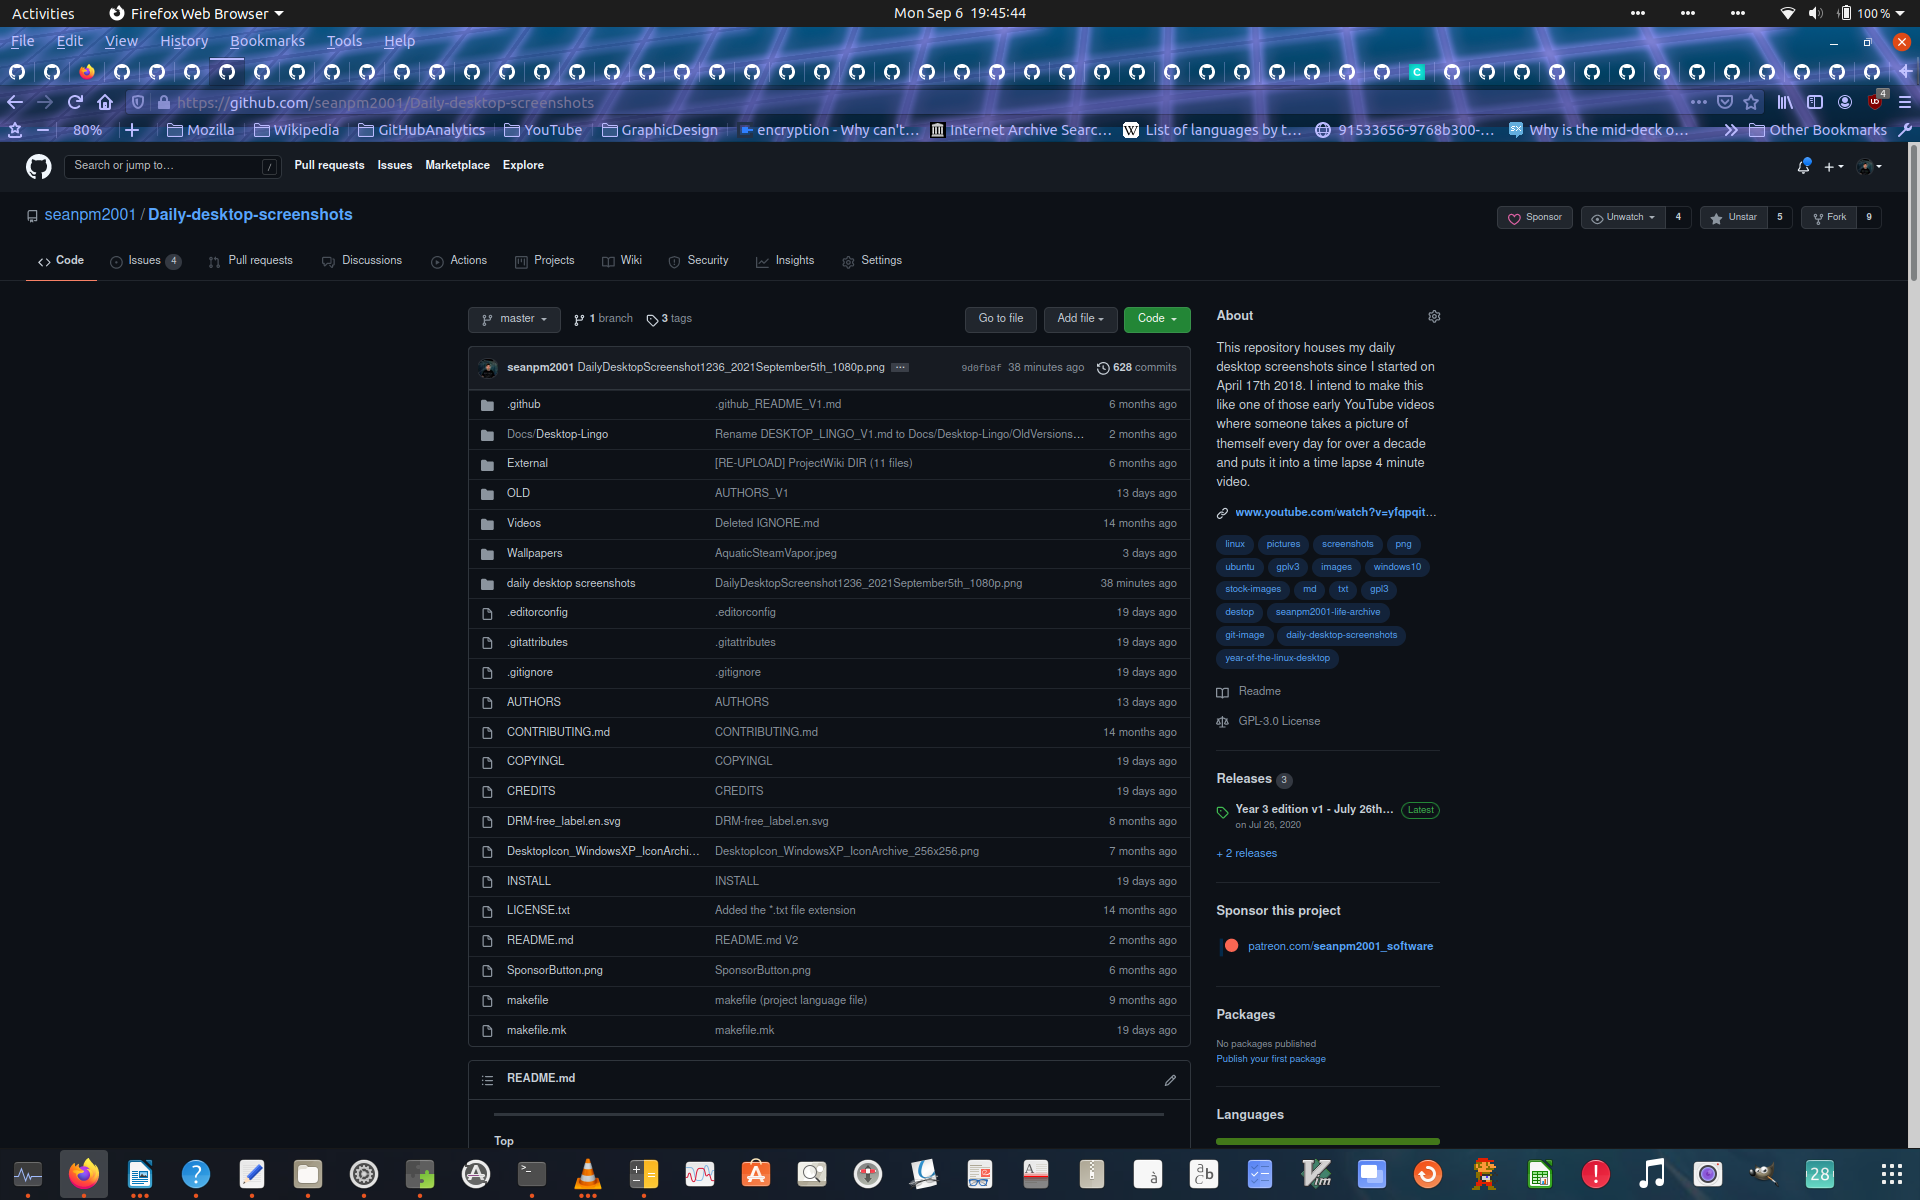 Activities Firefox Web Browser Mon Sep 6 19:45:44 100 %
File Edit View History Bookmarks Tools Help
https://github.com/seanpm2001/Daily-desktop-screenshots 4
80% Mozilla Wikipedia GitHubAnalytics YouTube GraphicDesign encryption - Why can't… Internet Archive Searc… List of languages by t… 91533656-9768b300-… Why is the mid-deck o… Other Bookmarks
Search or jump to… / Pull requests Issues Marketplace Explore
seanpm2001 / Daily-desktop-screenshots
Sponsor Unwatch 4 Unstar 5 Fork 9
Code Issues 4 Pull requests Discussions Actions Projects Wiki Security Insights Settings
master 1 branch 3 tags Go to file Add file Code
seanpm2001 DailyDesktopScreenshot1236_2021September5th_1080p.png ··· 9d0fb8f 38 minutes ago 628 commits
.github .github_README_V1.md 6 months ago
Docs/Desktop-Lingo Rename DESKTOP_LINGO_V1.md to Docs/Desktop-Lingo/OldVersions… 2 months ago
External [RE-UPLOAD] ProjectWiki DIR (11 files) 6 months ago
OLD AUTHORS_V1 13 days ago
Videos Deleted IGNORE.md 14 months ago
Wallpapers AquaticSteamVapor.jpeg 3 days ago
daily desktop screenshots DailyDesktopScreenshot1236_2021September5th_1080p.png 38 minutes ago
.editorconfig .editorconfig 19 days ago
.gitattributes .gitattributes 19 days ago
.gitignore .gitignore 19 days ago
AUTHORS AUTHORS 13 days ago
CONTRIBUTING.md CONTRIBUTING.md 14 months ago
COPYINGL COPYINGL 19 days ago
CREDITS CREDITS 19 days ago
DRM-free_label.en.svg DRM-free_label.en.svg 8 months ago
DesktopIcon_WindowsXP_IconArchi… DesktopIcon_WindowsXP_IconArchive_256x256.png 7 months ago
INSTALL INSTALL 19 days ago
LICENSE.txt Added the *.txt file extension 14 months ago
README.md README.md V2 2 months ago
SponsorButton.png SponsorButton.png 6 months ago
makefile makefile (project language file) 9 months ago
makefile.mk makefile.mk 19 days ago
README.md
Top
About
This repository houses my daily
desktop screenshots since I started on
April 17th 2018. I intend to make this
like one of those early YouTube videos
where someone takes a picture of
themself every day for over a decade
and puts it into a time lapse 4 minute
video.
www.youtube.com/watch?v=yfqpqit…
linux pictures screenshots png
ubuntu gplv3 images windows10
stock-images md txt gpl3
destop seanpm2001-life-archive
git-image daily-desktop-screenshots
year-of-the-linux-desktop
Readme
GPL-3.0 License
Releases 3
Year 3 edition v1 - July 26th… Latest
on Jul 26, 2020
+ 2 releases
Sponsor this project
patreon.com/seanpm2001_software
Packages
No packages published
Publish your first package
Languages
28